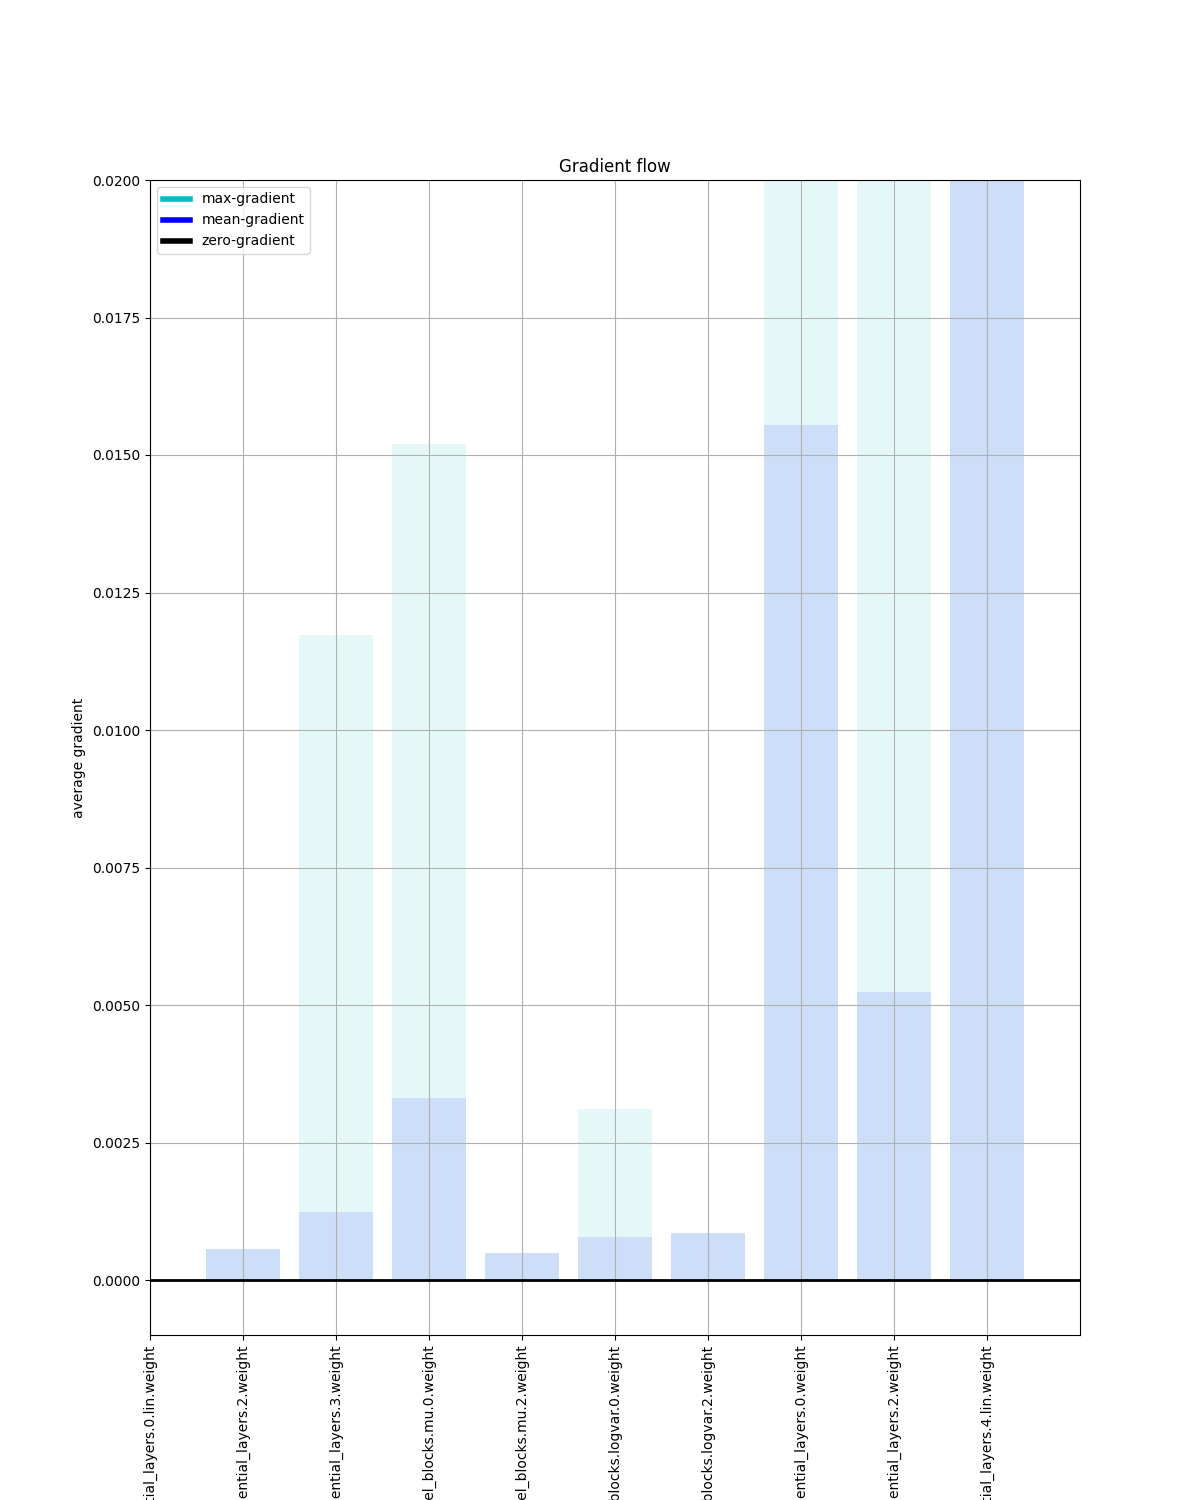 Gradient flow
max-gradient
mean-gradient
zero-gradient
0.0200
0.0175
0.0150
0.0125
0.0100
0.0075
0.0050
0.0025
0.0000
average gradient
tial_layers.0.lin.weight
ential_layers.2.weight
ential_layers.3.weight
el_blocks.mu.0.weight
el_blocks.mu.2.weight
blocks.logvar.0.weight
blocks.logvar.2.weight
ential_layers.0.weight
ential_layers.2.weight
tial_layers.4.lin.weight